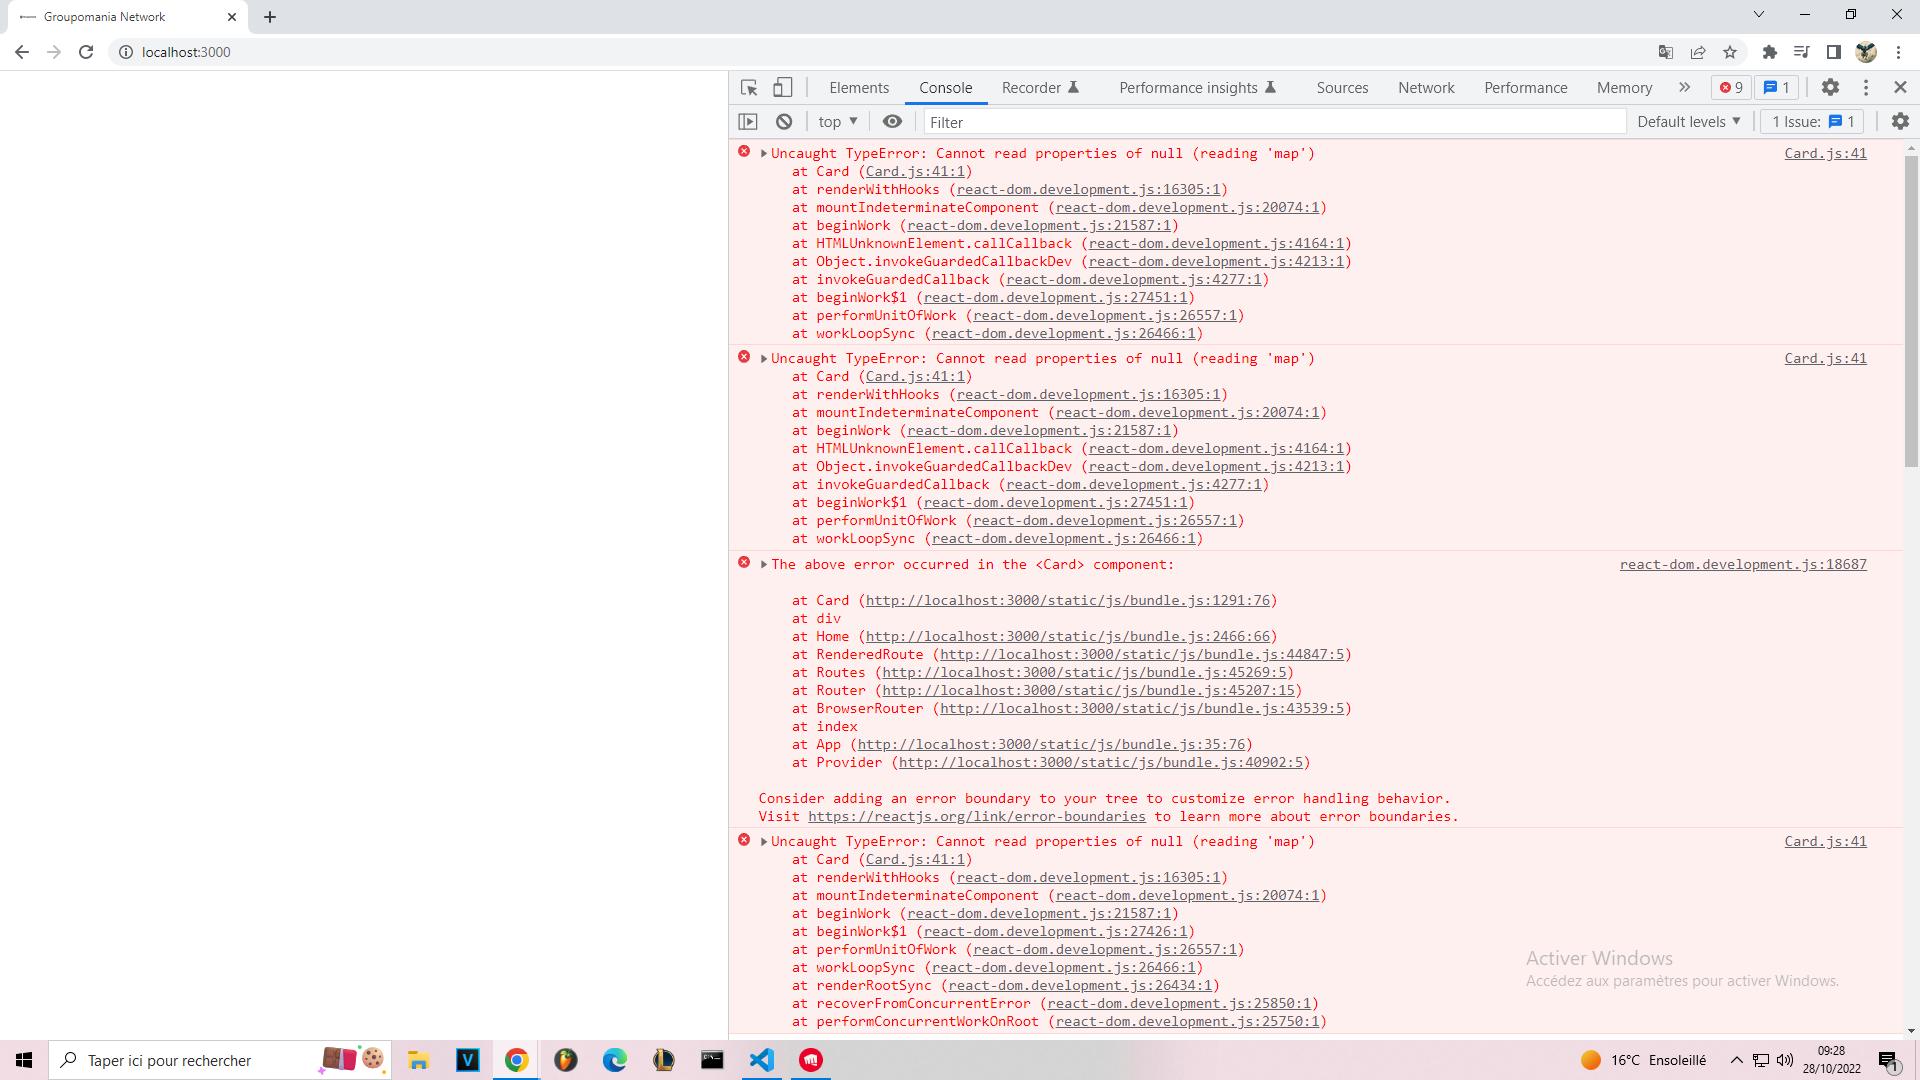 Groupomania Network
localhost:3000
Elements Console Recorder Performance insights Sources Network Performance Memory 9 1
top Filter Default levels 1 Issue: 1
Uncaught TypeError: Cannot read properties of null (reading 'map') Card.js:41
at Card (Card.js:41:1)
at renderWithHooks (react-dom.development.js:16305:1)
at mountIndeterminateComponent (react-dom.development.js:20074:1)
at beginWork (react-dom.development.js:21587:1)
at HTMLUnknownElement.callCallback (react-dom.development.js:4164:1)
at Object.invokeGuardedCallbackDev (react-dom.development.js:4213:1)
at invokeGuardedCallback (react-dom.development.js:4277:1)
at beginWork$1 (react-dom.development.js:27451:1)
at performUnitOfWork (react-dom.development.js:26557:1)
at workLoopSync (react-dom.development.js:26466:1)
Uncaught TypeError: Cannot read properties of null (reading 'map') Card.js:41
at Card (Card.js:41:1)
at renderWithHooks (react-dom.development.js:16305:1)
at mountIndeterminateComponent (react-dom.development.js:20074:1)
at beginWork (react-dom.development.js:21587:1)
at HTMLUnknownElement.callCallback (react-dom.development.js:4164:1)
at Object.invokeGuardedCallbackDev (react-dom.development.js:4213:1)
at invokeGuardedCallback (react-dom.development.js:4277:1)
at beginWork$1 (react-dom.development.js:27451:1)
at performUnitOfWork (react-dom.development.js:26557:1)
at workLoopSync (react-dom.development.js:26466:1)
The above error occurred in the <Card> component: react-dom.development.js:18687
at Card (http://localhost:3000/static/js/bundle.js:1291:76)
at div
at Home (http://localhost:3000/static/js/bundle.js:2466:66)
at RenderedRoute (http://localhost:3000/static/js/bundle.js:44847:5)
at Routes (http://localhost:3000/static/js/bundle.js:45269:5)
at Router (http://localhost:3000/static/js/bundle.js:45207:15)
at BrowserRouter (http://localhost:3000/static/js/bundle.js:43539:5)
at index
at App (http://localhost:3000/static/js/bundle.js:35:76)
at Provider (http://localhost:3000/static/js/bundle.js:40902:5)
Consider adding an error boundary to your tree to customize error handling behavior.
Visit https://reactjs.org/link/error-boundaries to learn more about error boundaries.
Uncaught TypeError: Cannot read properties of null (reading 'map') Card.js:41
at Card (Card.js:41:1)
at renderWithHooks (react-dom.development.js:16305:1)
at mountIndeterminateComponent (react-dom.development.js:20074:1)
at beginWork (react-dom.development.js:21587:1)
at beginWork$1 (react-dom.development.js:27426:1)
at performUnitOfWork (react-dom.development.js:26557:1)
at workLoopSync (react-dom.development.js:26466:1)
at renderRootSync (react-dom.development.js:26434:1)
at recoverFromConcurrentError (react-dom.development.js:25850:1)
at performConcurrentWorkOnRoot (react-dom.development.js:25750:1)
Activer Windows
Accédez aux paramètres pour activer Windows.
Taper ici pour rechercher
16°C Ensoleillé
09:28
28/10/2022
1